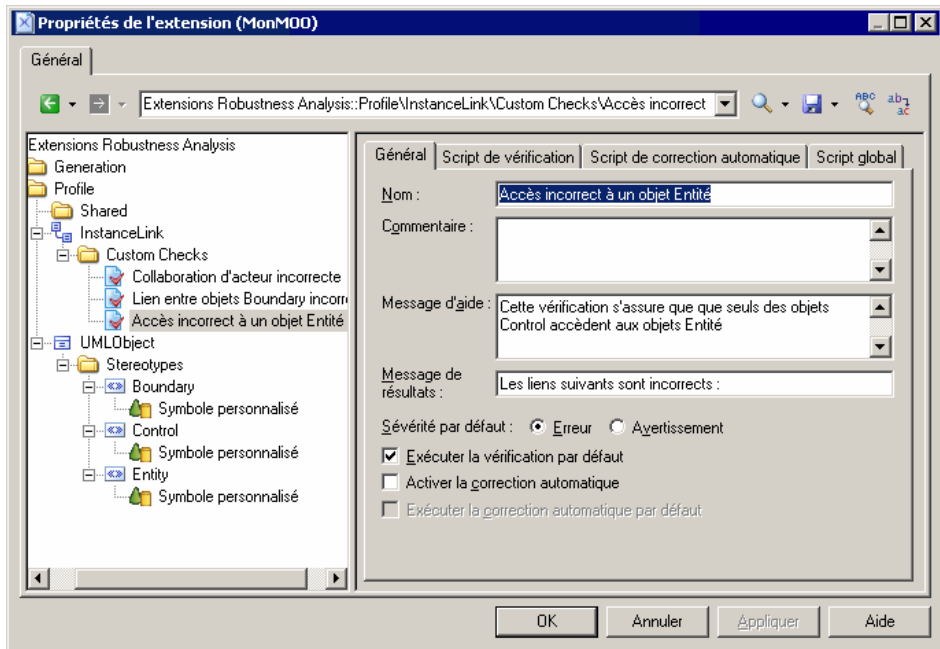 Propriétés de l'extension (MonMOO)
Général
Extensions Robustness Analysis::Profile\InstanceLink\Custom Checks\Accès incorrect
ABC
ab
ac
Extensions Robustness Analysis
Generation
Profile
Shared
InstanceLink
Custom Checks
Collaboration d'acteur incorrecte
Lien entre objets Boundary incorr
Accès incorrect à un objet Entité
UMLObject
Stereotypes
Boundary
Symbole personnalisé
Control
Symbole personnalisé
Entity
Symbole personnalisé
Général Script de vérification Script de correction automatique Script global
Nom : Accès incorrect à un objet Entité
Commentaire :
Message d'aide : Cette vérification s'assure que que seuls des objets
Control accèdent aux objets Entité
Message de
résultats : Les liens suivants sont incorrects :
Sévérité par défaut : Erreur Avertissement
Exécuter la vérification par défaut
Activer la correction automatique
Exécuter la correction automatique par défaut
OK Annuler Appliquer Aide